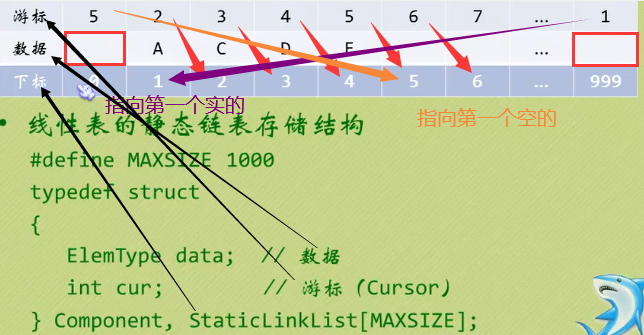 游标 5 2 3 4 5 6 7 ... 1
数据 A C D E ...
下标 0 1 2 3 4 5 6 ... 999
指向第一个实的
指向第一个空的
• 线性表的静态链表存储结构
#define MAXSIZE 1000
typedef struct
{
ElemType data; // 数据
int cur; // 游标（Cursor）
} Component, StaticLinkList[MAXSIZE];